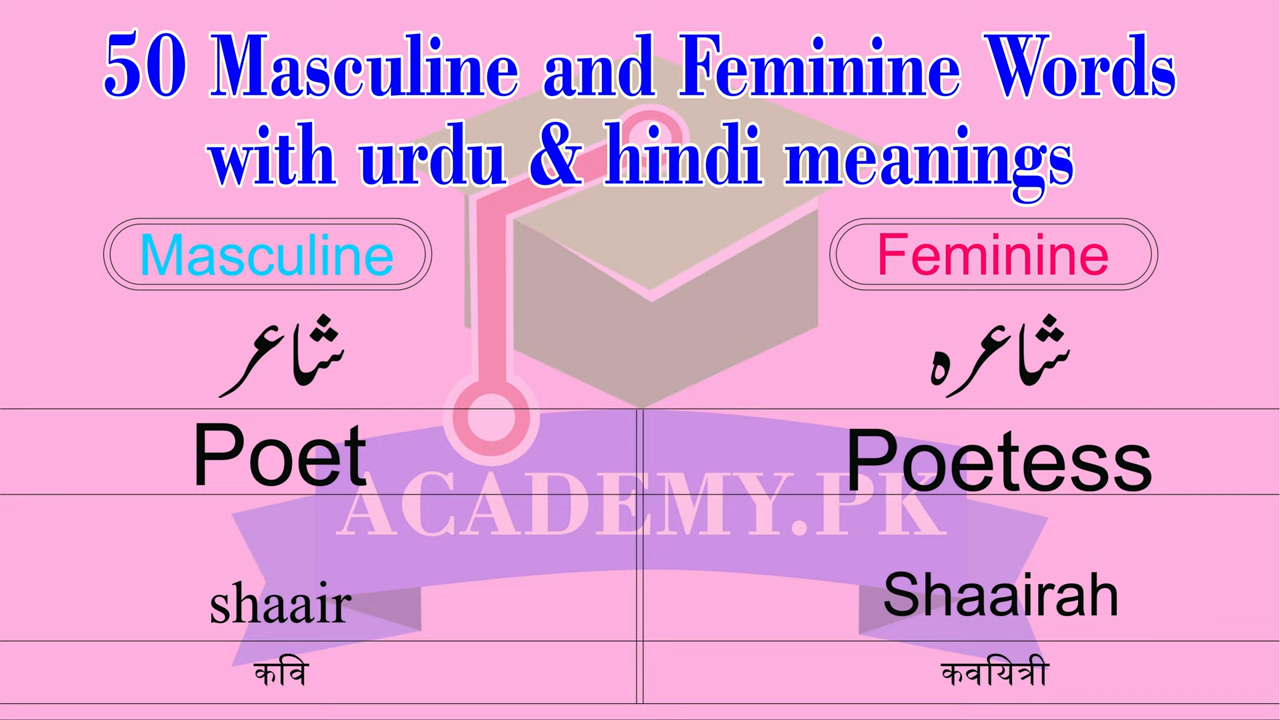 50 Masculine and Feminine Words
with urdu & hindi meanings
Masculine
Feminine
شاعر
شاعرہ
Poet
Poetess
ACADEMY.PK
shaair
Shaairah
कवि
कवयित्री